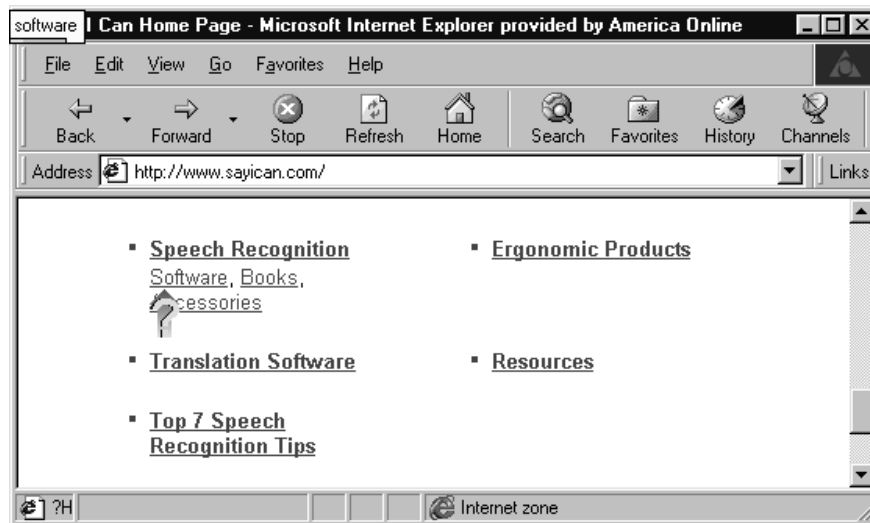 software I Can Home Page - Microsoft Internet Explorer provided by America Online
File Edit View Go Favorites Help
Back Forward Stop Refresh Home Search Favorites History Channels
Address http://www.sayican.com/ Links
Speech Recognition Ergonomic Products
Software, Books,
Accessories
Translation Software Resources
Top 7 Speech
Recognition Tips
?H Internet zone